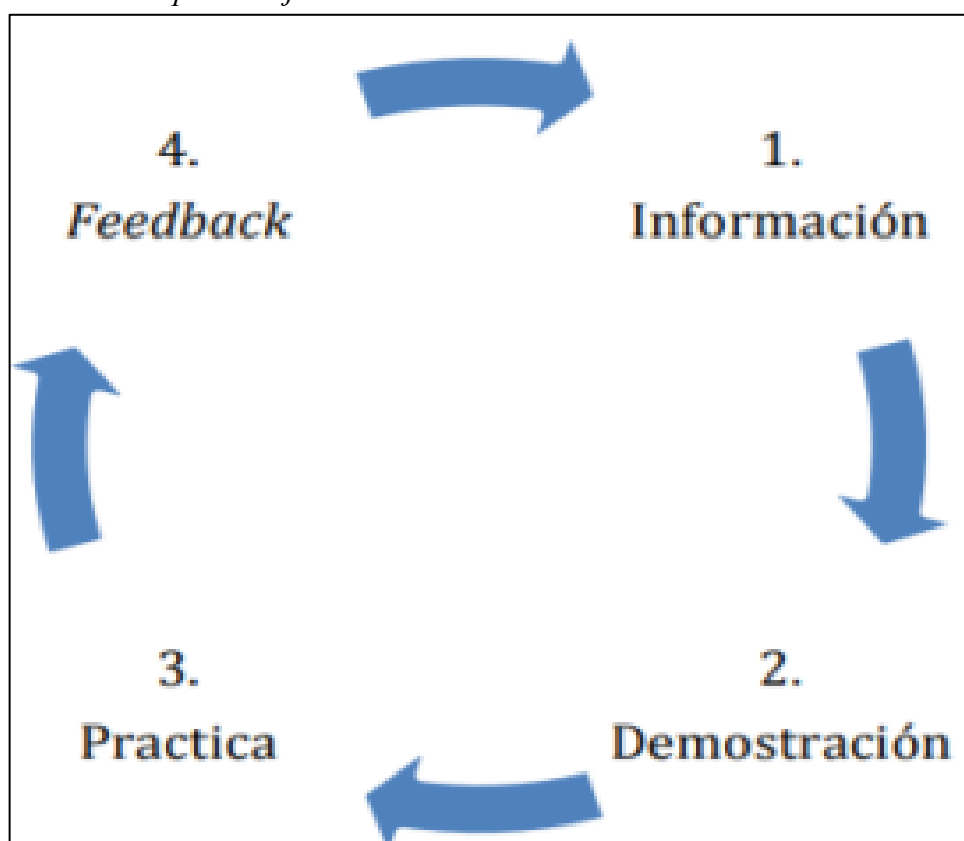 4.
Feedback
1.
Información
3.
Practica
2.
Demostración